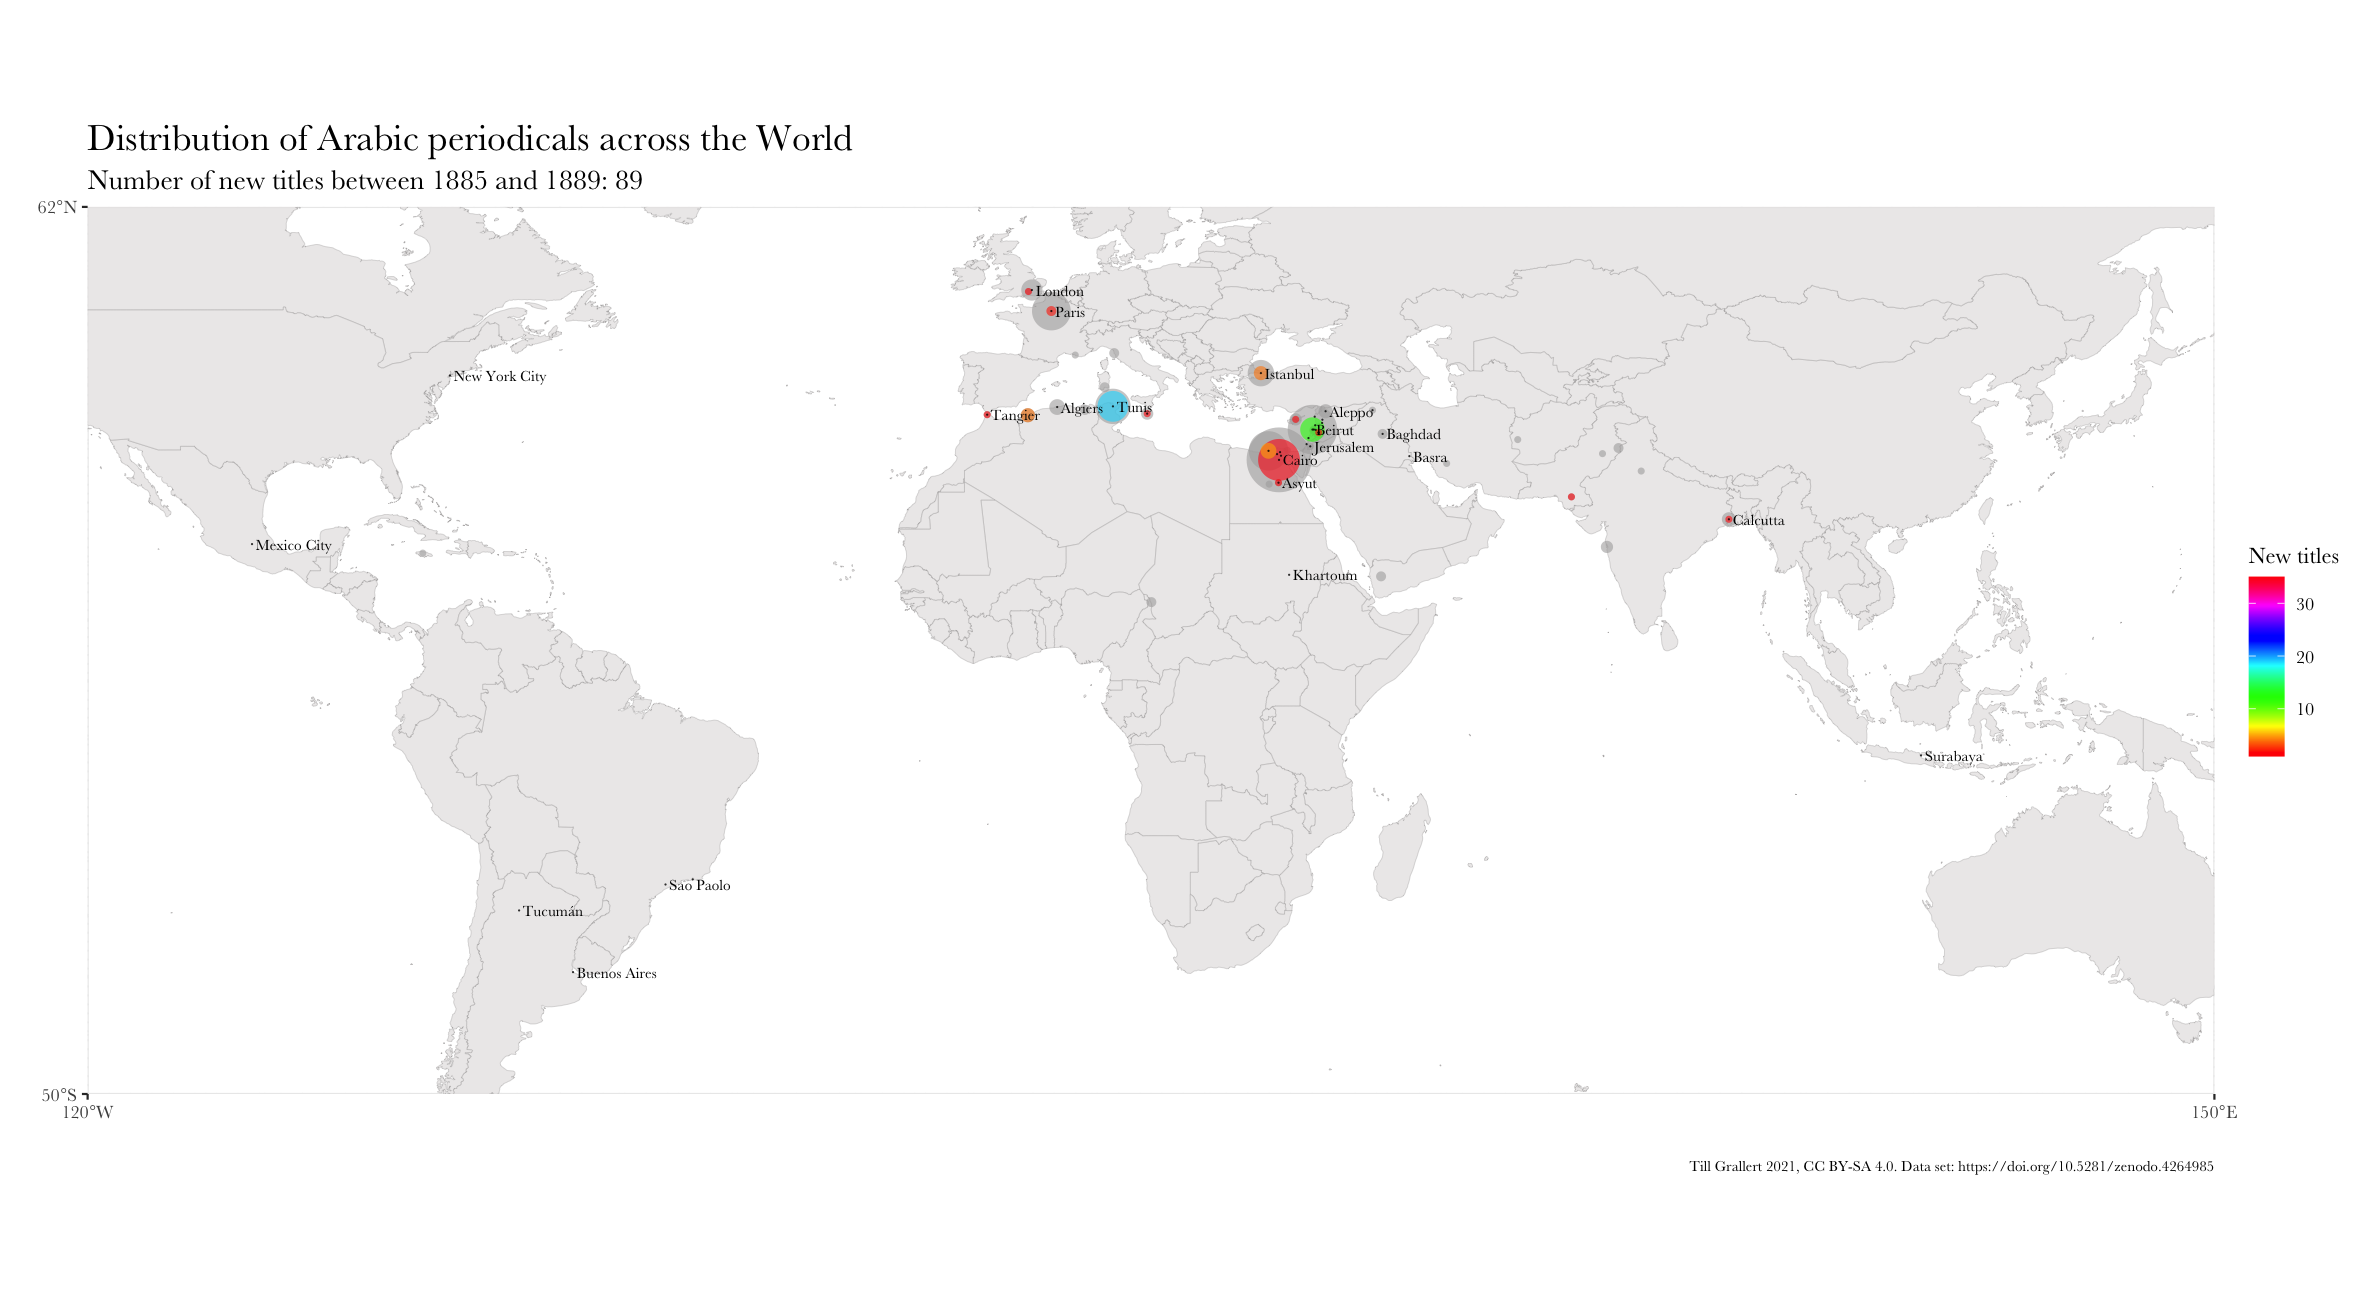 Distribution of Arabic periodicals across the World
Number of new titles between 1885 and 1889: 89
62°N
London
Paris
New York City
Istanbul
Tangier
Algiers
Tunis
Aleppo
Beirut
Baghdad
Jerusalem
Basra
Cairo
Asyut
Calcutta
Mexico City
Khartoum
New titles
30
20
10
Surabaya
Sao Paolo
Tucumán
Buenos Aires
50°S
120°W
150°E
Till Grallert 2021, CC BY-SA 4.0. Data set: https://doi.org/10.5281/zenodo.4264985